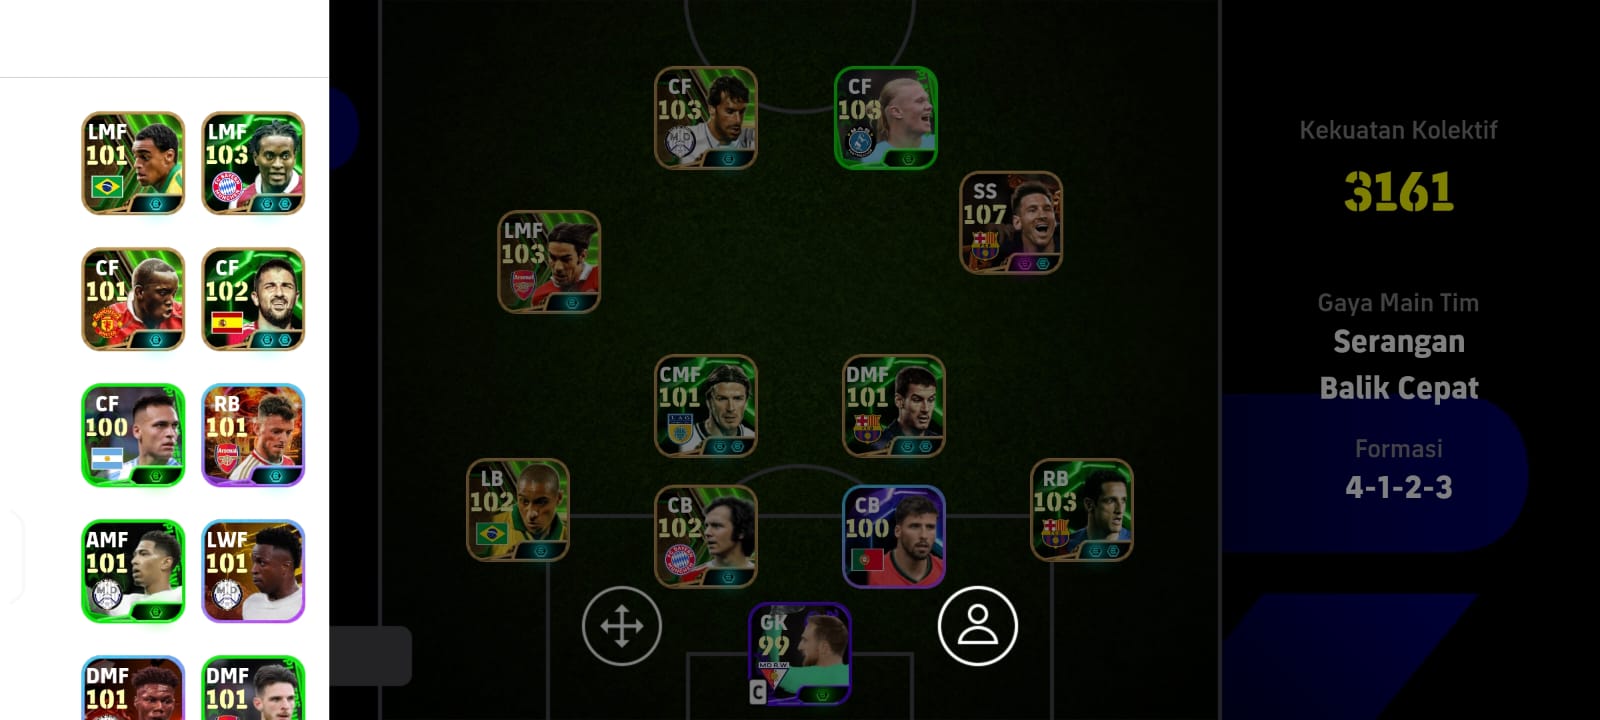 LMF
101
LMF
103
CF
101
CF
102
CF
100
RB
101
AMF
101
LWF
101
DMF
101
DMF
101
CF
103
CF
103
SS
107
LMF
103
Arsenal
CMF
101
DMF
101
LB
102
CB
102
CB
100
RB
103
GK
99
C
Kekuatan Kolektif
3161
Gaya Main Tim
Serangan
Balik Cepat
Formasi
4-1-2-3